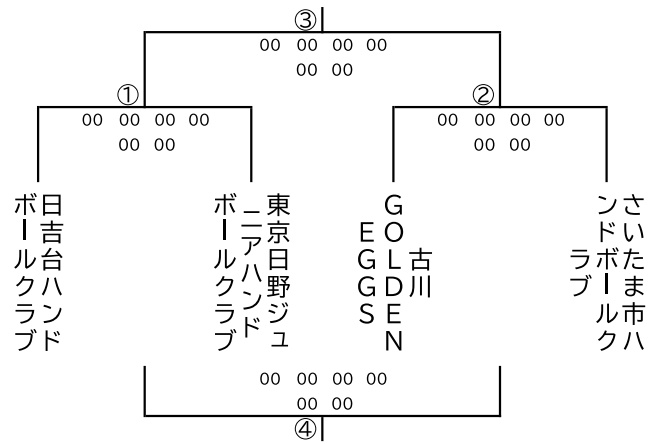 ③
00 00 00 00
00 00
①
00 00 00 00
00 00
②
00 00 00 00
00 00
日吉台ハンド
ボールクラブ
東京日野ジュ
ニアハンド
ボールクラブ
古川
GOLDEN
EGGS
さいたま市ハ
ンドボールク
ラブ
00 00 00 00
00 00
④